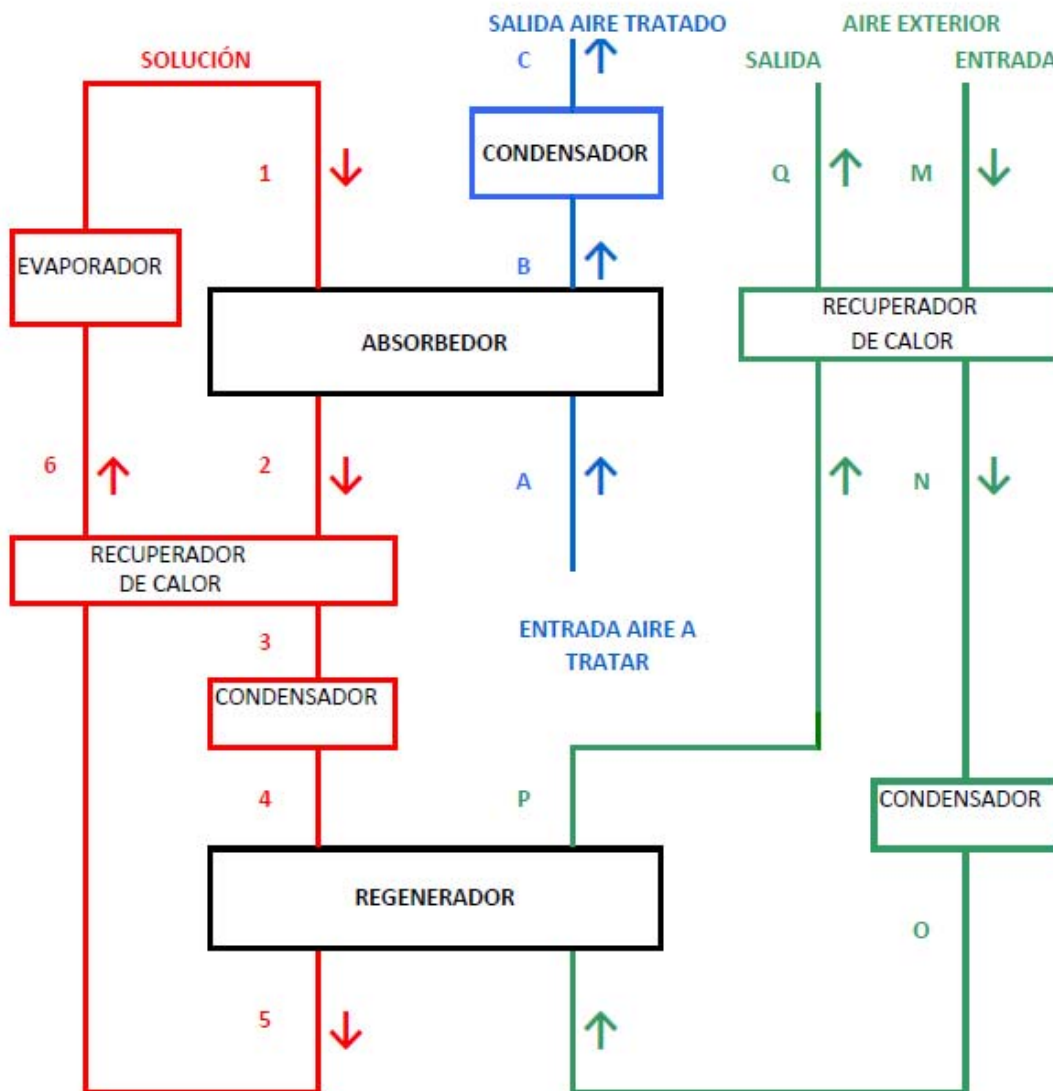 SALIDA AIRE TRATADO
AIRE EXTERIOR
SOLUCIÓN
C
SALIDA
ENTRADA
CONDENSADOR
1
Q
M
EVAPORADOR
B
RECUPERADOR
DE CALOR
ABSORBEDOR
6
2
A
N
RECUPERADOR
DE CALOR
ENTRADA AIRE A
TRATAR
3
CONDENSADOR
4
P
CONDENSADOR
REGENERADOR
O
5